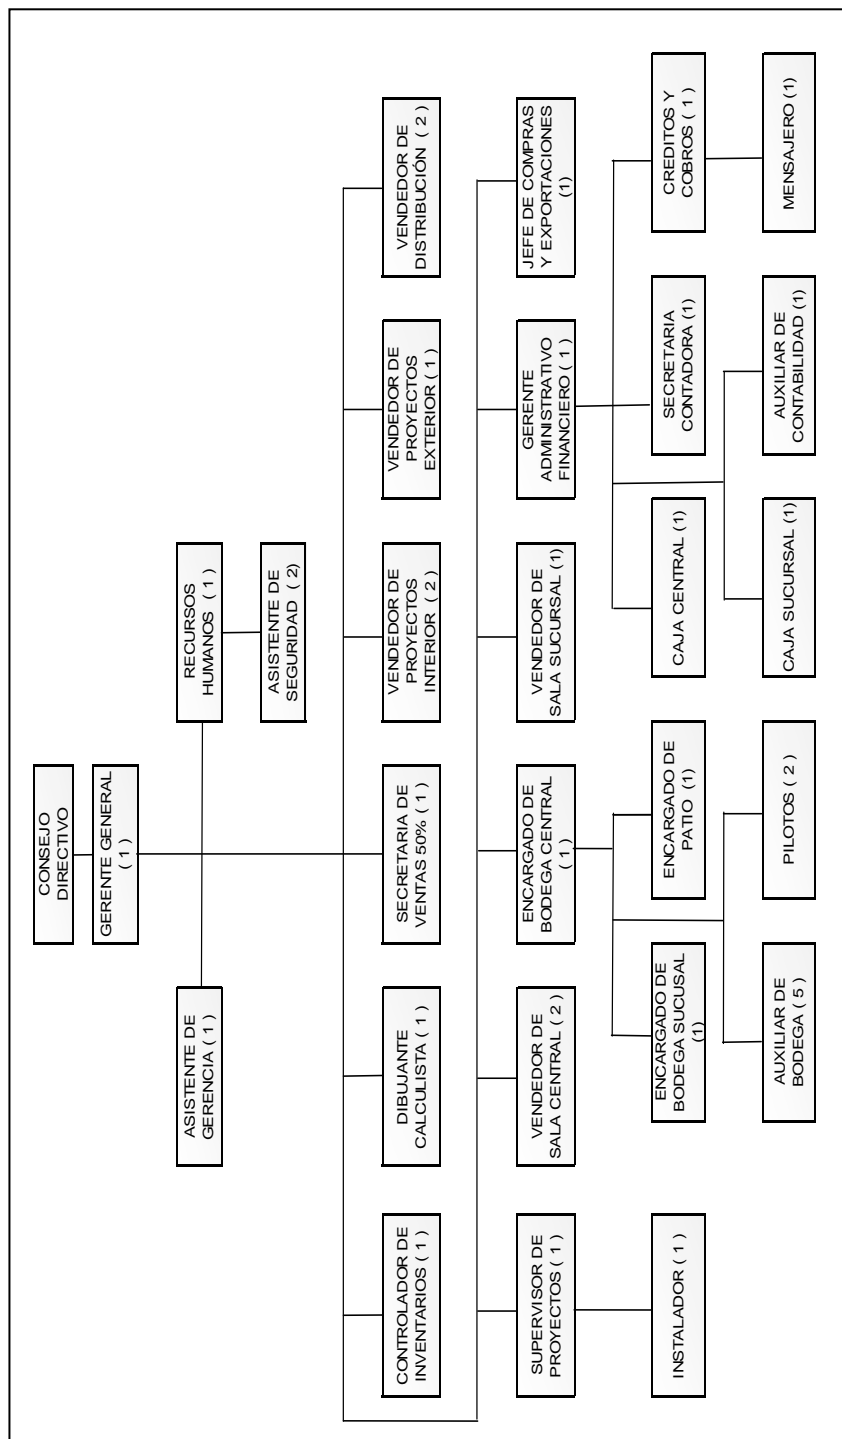 CONSEJO
DIRECTIVO
GERENTE GENERAL
( 1 )
ASISTENTE DE
GERENCIA ( 1 )
RECURSOS
HUMANOS ( 1 )
ASISTENTE DE
SEGURIDAD ( 2)
CONTROLADOR DE
INVENTARIOS ( 1 )
DIBUJANTE
CALCULISTA ( 1 )
SECRETARIA DE
VENTAS 50% ( 1 )
VENDEDOR DE
PROYECTOS
INTERIOR ( 2 )
VENDEDOR DE
PROYECTOS
EXTERIOR ( 1 )
VENDEDOR DE
DISTRIBUCIÓN ( 2 )
SUPERVISOR DE
PROYECTOS ( 1 )
VENDEDOR DE
SALA CENTRAL ( 2 )
ENCARGADO DE
BODEGA CENTRAL
( 1 )
VENDEDOR DE
SALA SUCURSAL (1)
GERENTE
ADMINISTRATIVO
FINANCIERO ( 1 )
JEFE DE COMPRAS
Y EXPORTACIONES
(1)
INSTALADOR ( 1 )
ENCARGADO DE
BODEGA SUCUSAL
(1)
ENCARGADO DE
PATIO (1)
CAJA CENTRAL (1)
SECRETARIA
CONTADORA (1)
CREDITOS Y
COBROS ( 1 )
AUXILIAR DE
BODEGA ( 5 )
PILOTOS ( 2 )
CAJA SUCURSAL (1)
AUXILIAR DE
CONTABILIDAD (1)
MENSAJERO (1)